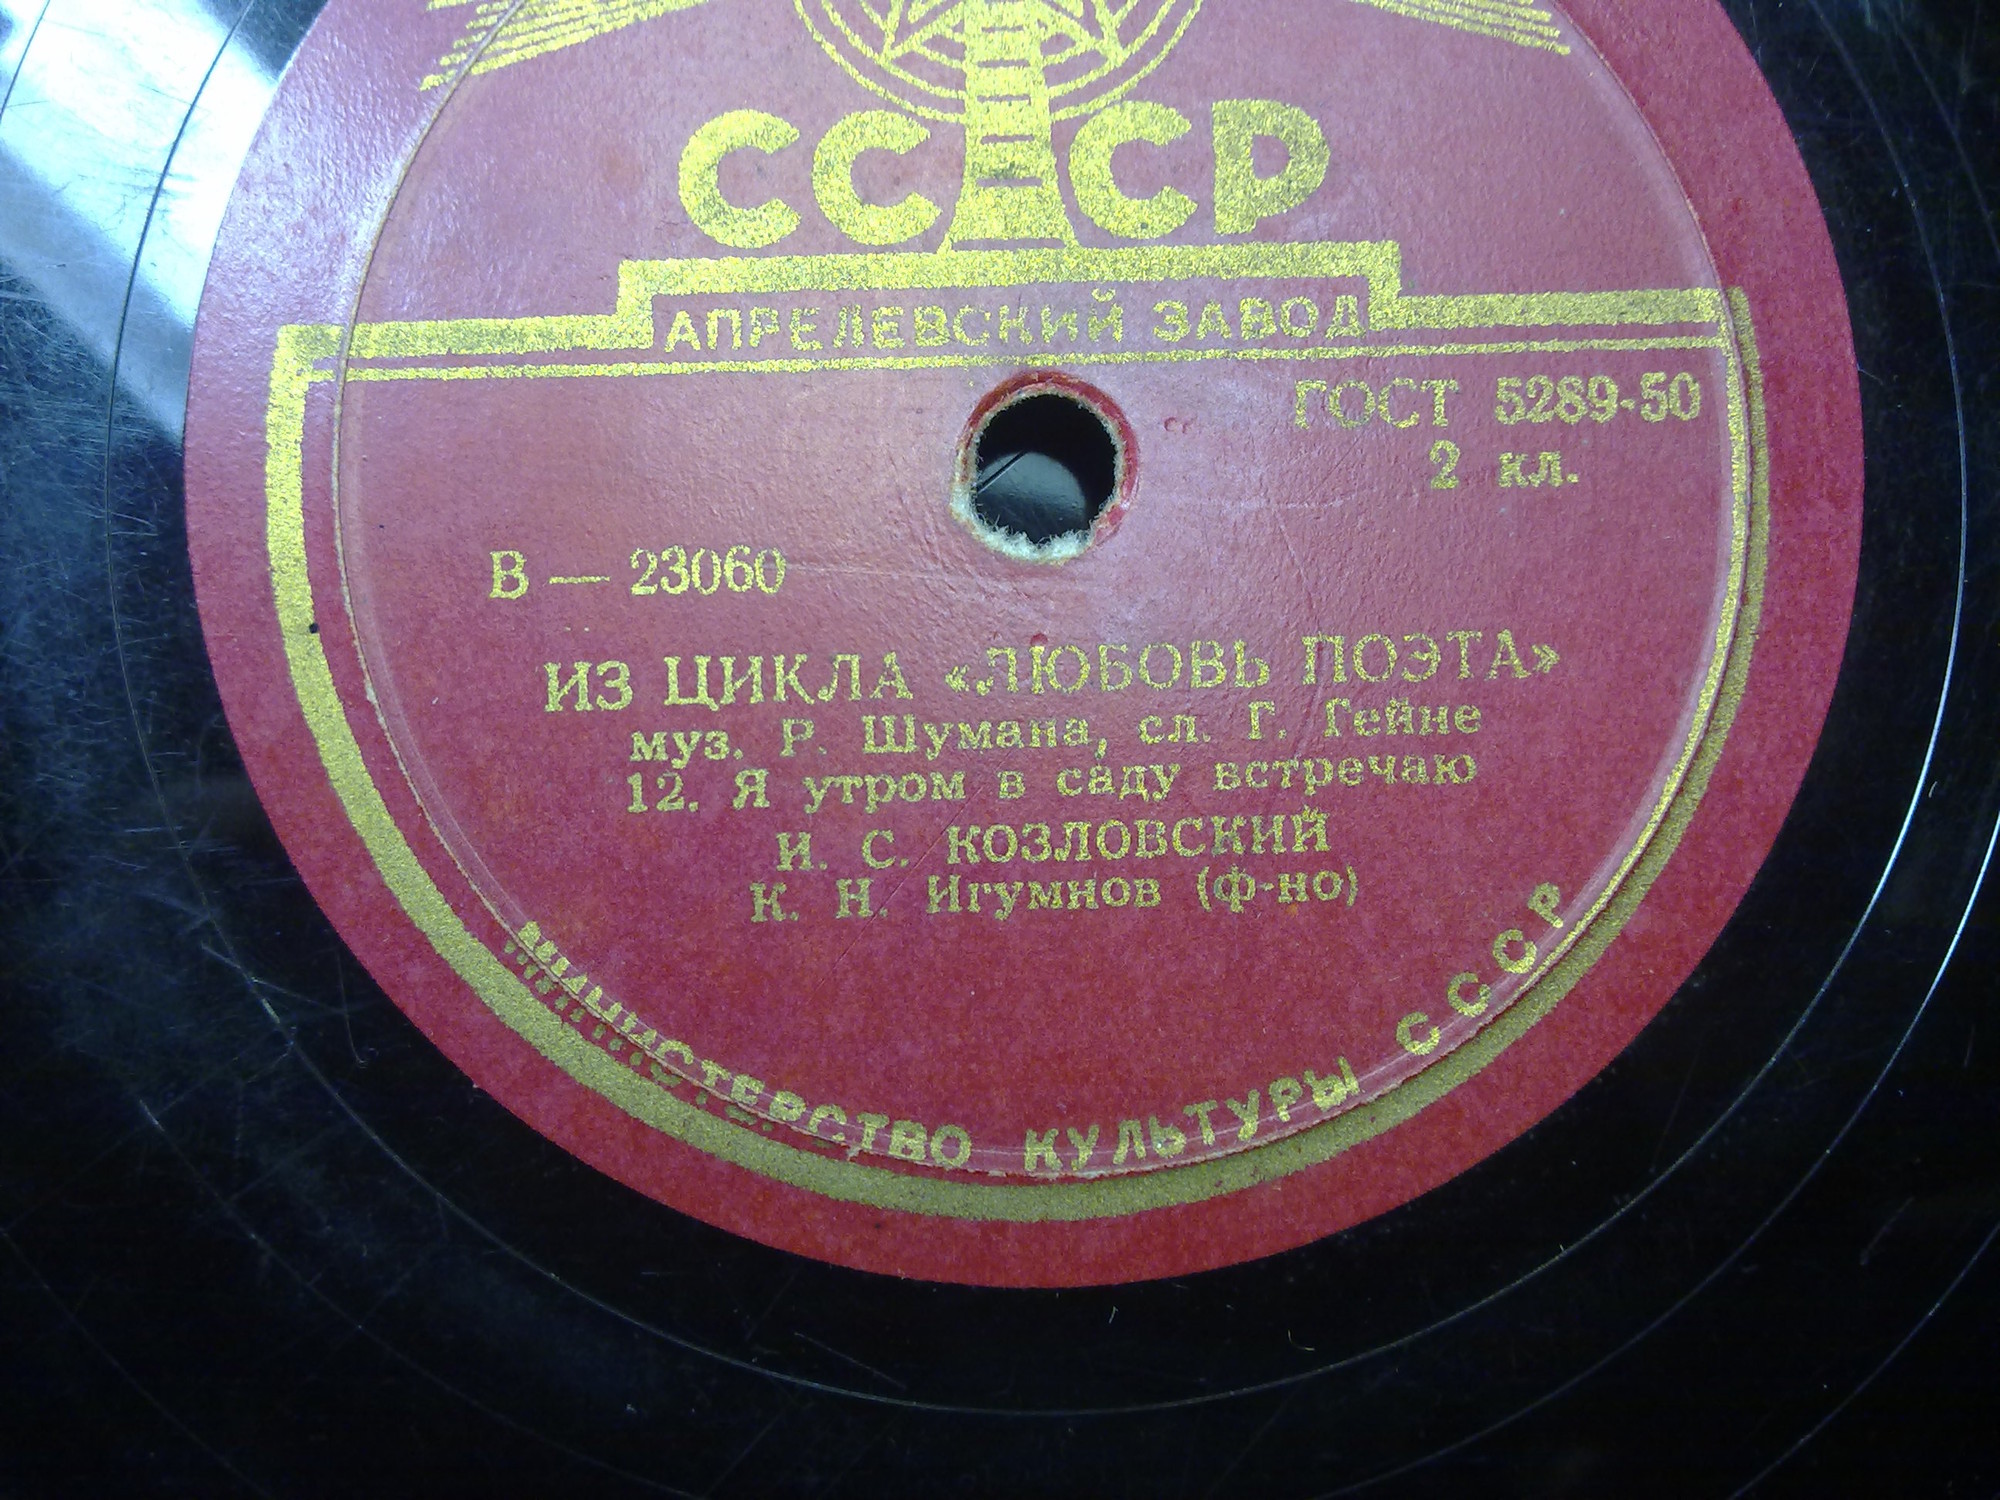 СССР
АПРЕЛЕВСКИЙ ЗАВОД
ГОСТ 5289-50
2 кл.
В — 23060
ИЗ ЦИКЛА «ЛЮБОВЬ ПОЭТА»
муз. Р. Шумана, сл. Г. Гейне
12. Я утром в саду встречаю
И. С. КОЗЛОВСКИЙ
К. Н. Игумнов (ф-но)
МИНИСТЕРСТВО КУЛЬТУРЫ СССР